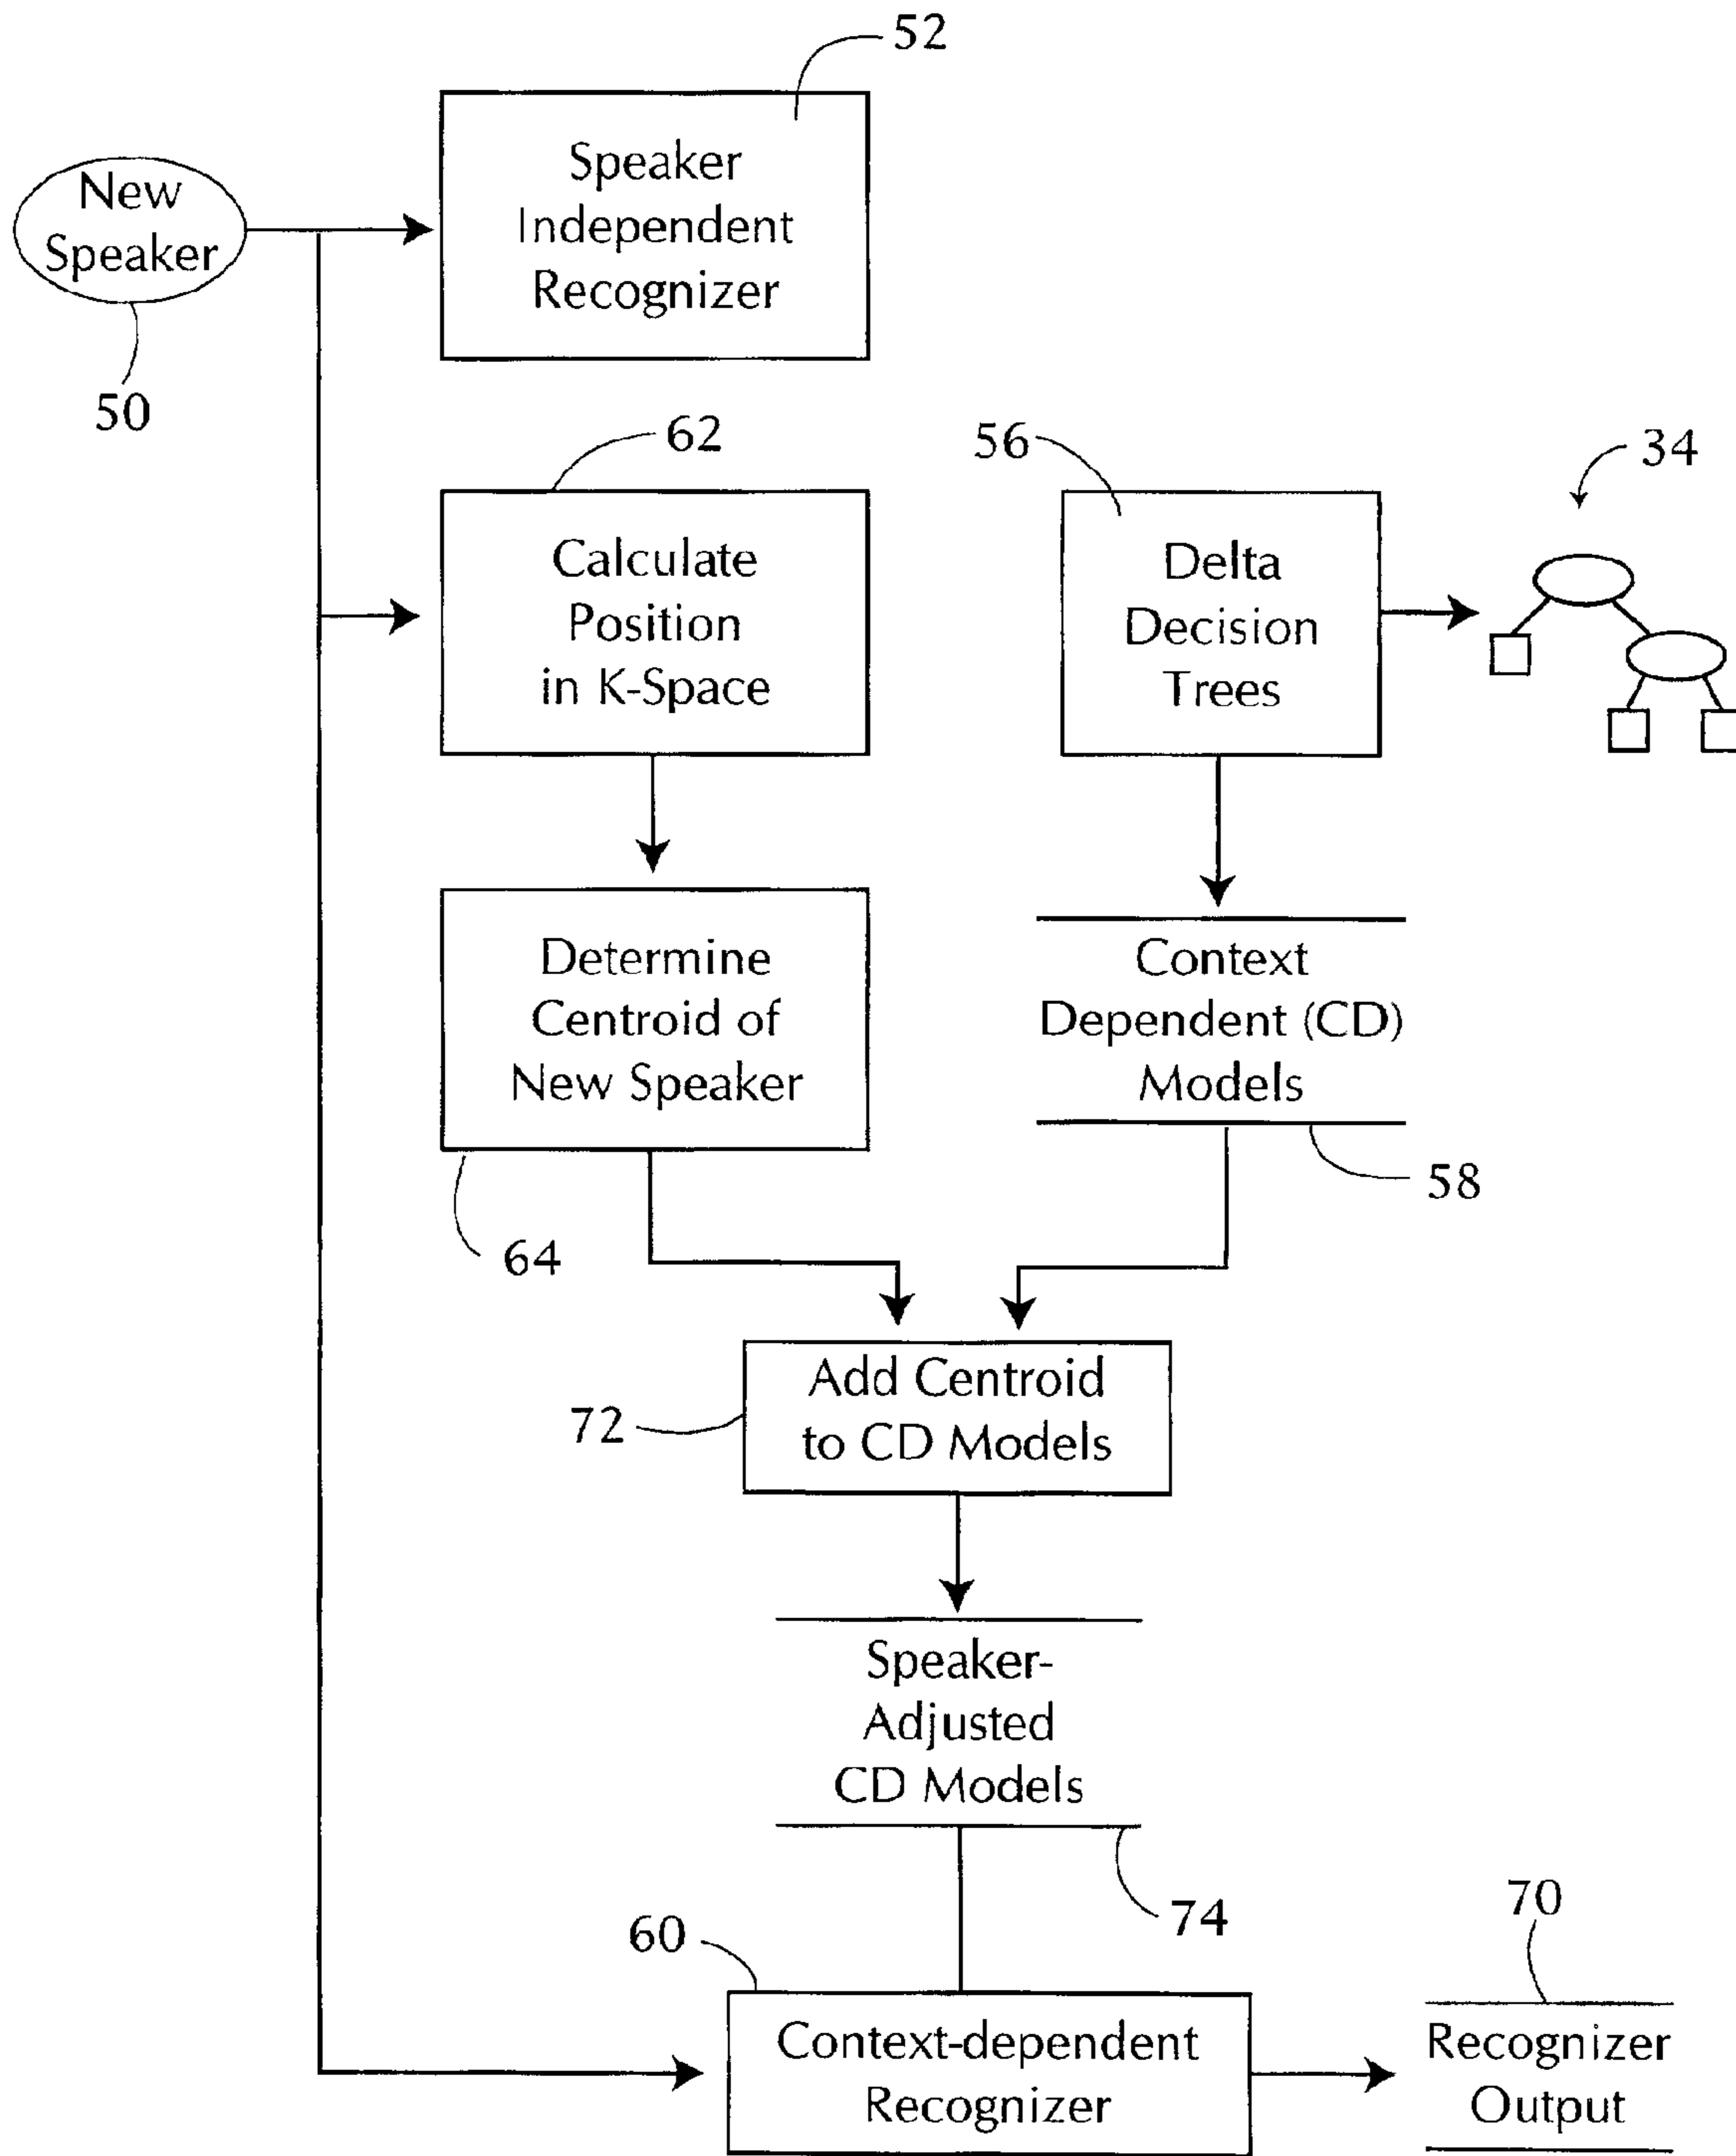 52
New
Speaker
50
Speaker
Independent
Recognizer
62
56
34
Calculate
Position
in K-Space
Delta
Decision
Trees
Determine
Centroid of
New Speaker
Context
Dependent (CD)
Models
64
58
72
Add Centroid
to CD Models
Speaker-
Adjusted
CD Models
74
60
70
Context-dependent
Recognizer
Recognizer
Output